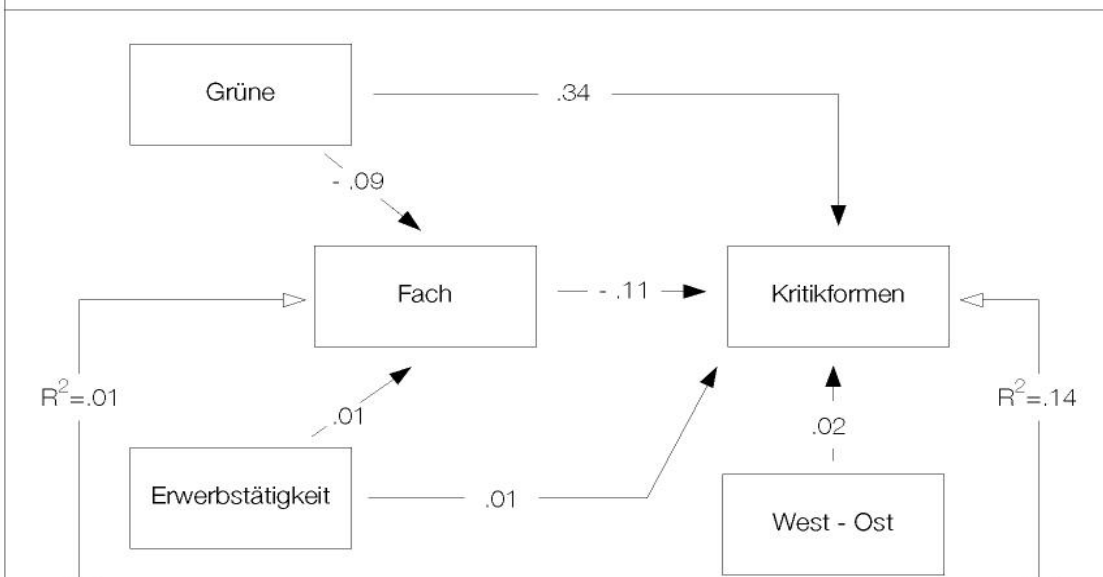 Grüne
.34
- .09
Fach
- .11
Kritikformen
R²=.01
.01
R²=.14
.02
Erwerbstätigkeit
.01
West - Ost